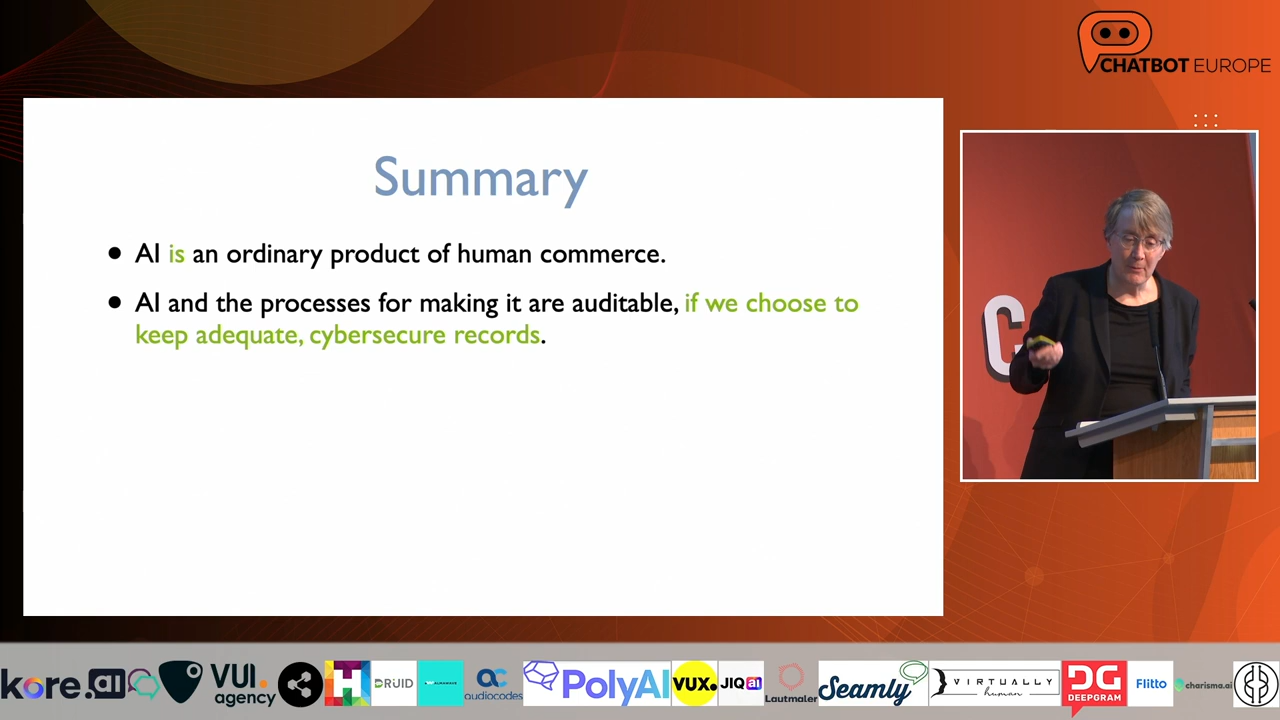 CHATBOT EUROPE
Summary
• AI is an ordinary product of human commerce.
• AI and the processes for making it are auditable, if we choose to
keep adequate, cybersecure records.
C
kore.ai
VUI.
agency
H
DRUID
ac
audiocodes
PolyAI
VUX.
JIQ ai
Lautmaler
Seamly
VIRTUALLY
human
DG
DEEPGRAM
Flitto
charisma.ai